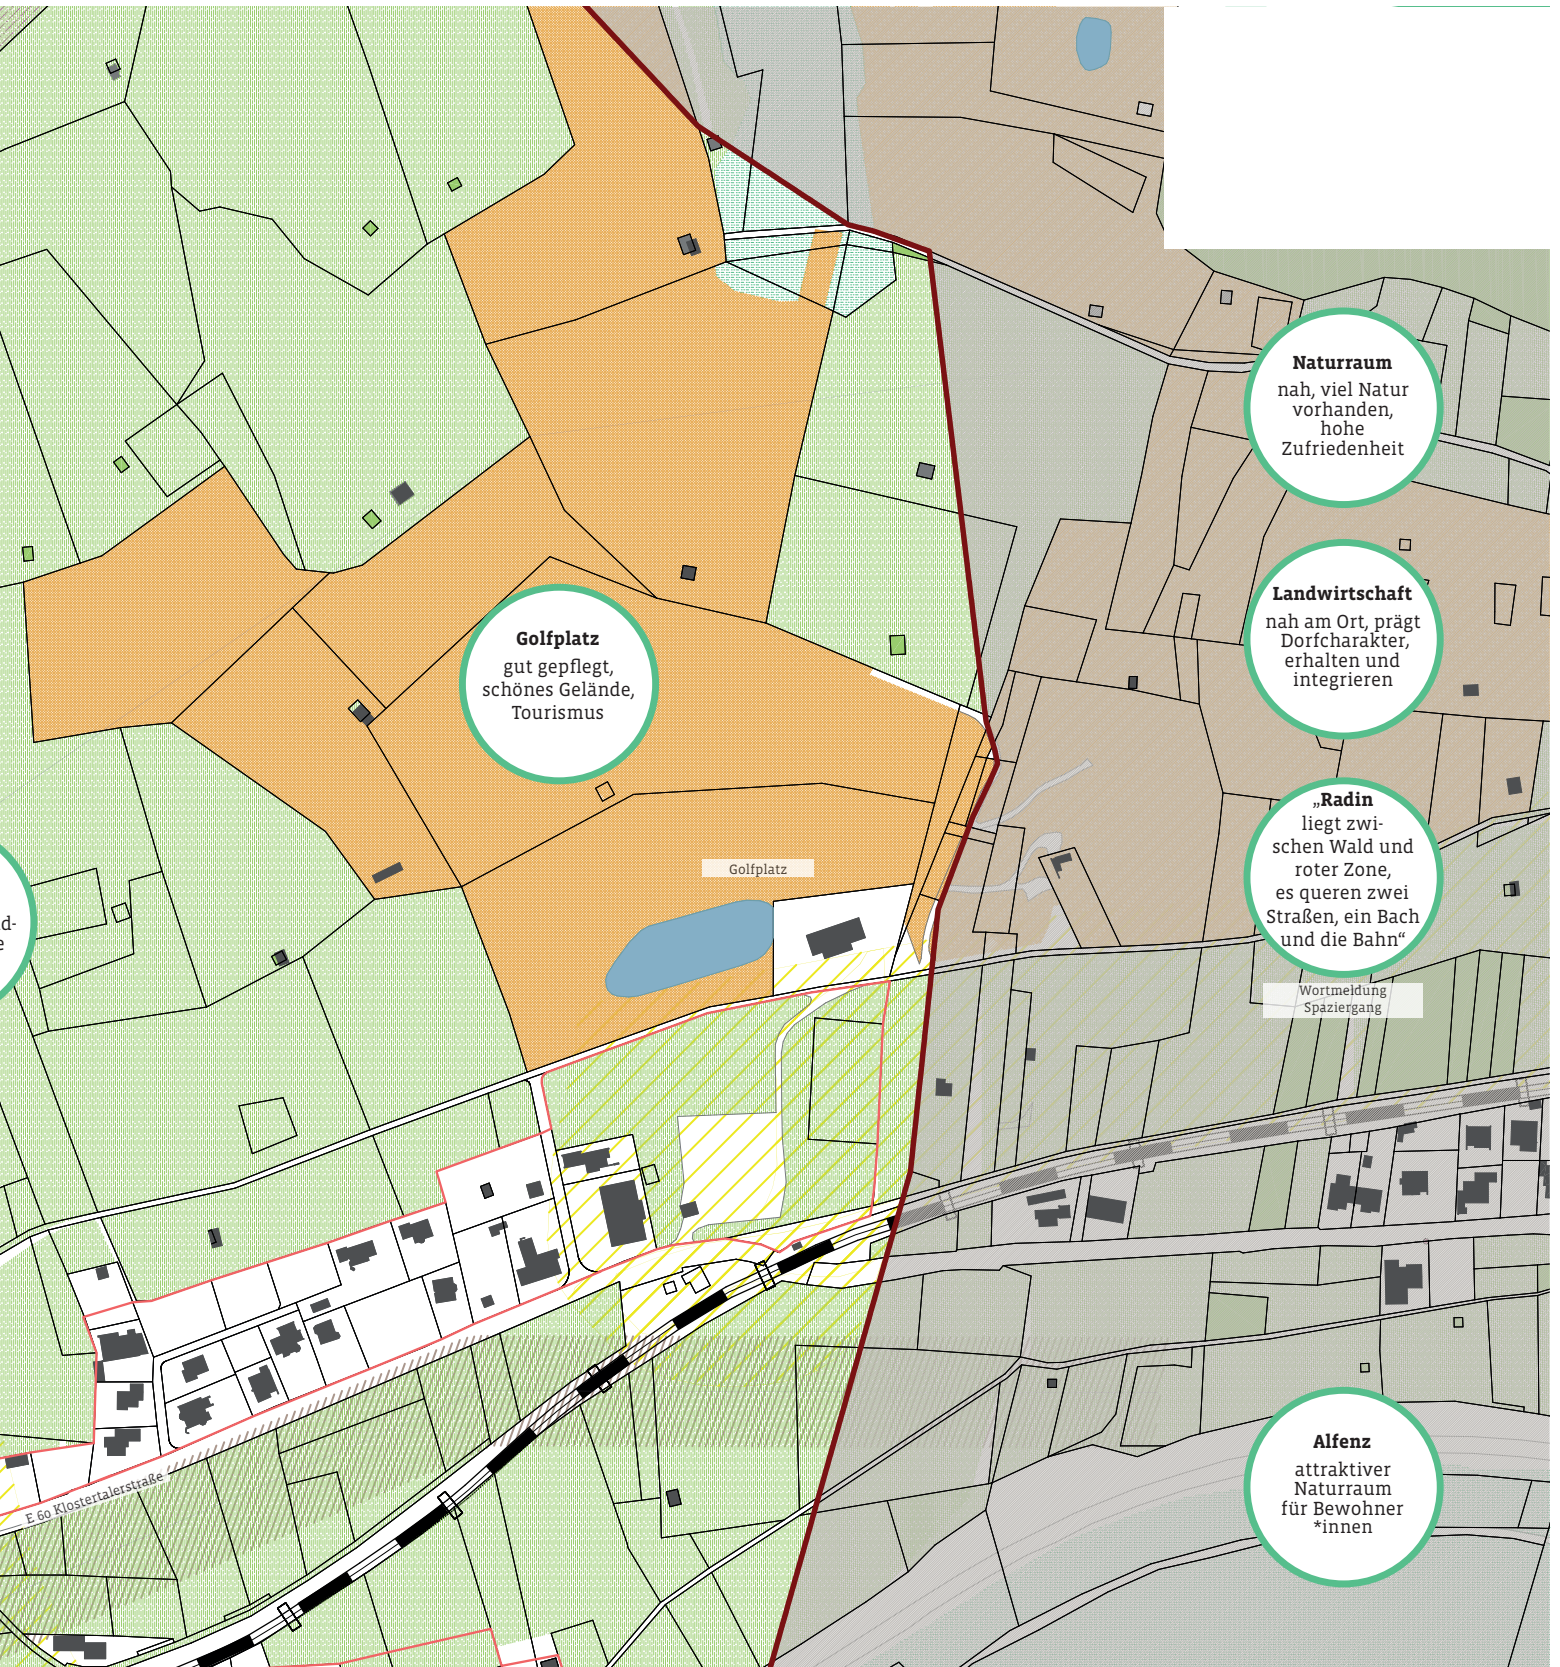 Naturraum
nah, viel Natur
vorhanden,
hohe
Zufriedenheit
Landwirtschaft
nah am Ort, prägt
Dorfcharakter,
erhalten und
integrieren
Golfplatz
gut gepflegt,
schönes Gelände,
Tourismus
„Radin
liegt zwi-
schen Wald und
roter Zone,
es queren zwei
Straßen, ein Bach
und die Bahn“
Golfplatz
d-
e
Wortmeldung
Spaziergang
Alfenz
attraktiver
Naturraum
für Bewohner
*innen
E 60 Klostertalerstraße